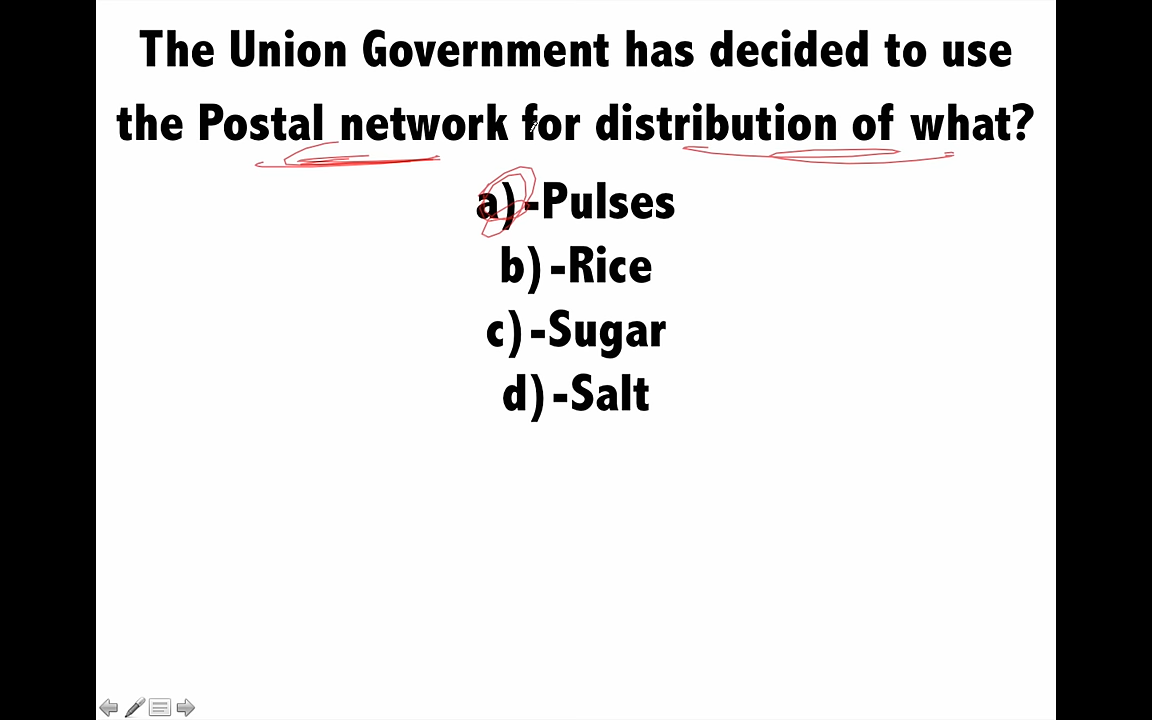 The Union Government has decided to use
the Postal network for distribution of what?
a)-Pulses
b)-Rice
c)-Sugar
d)-Salt